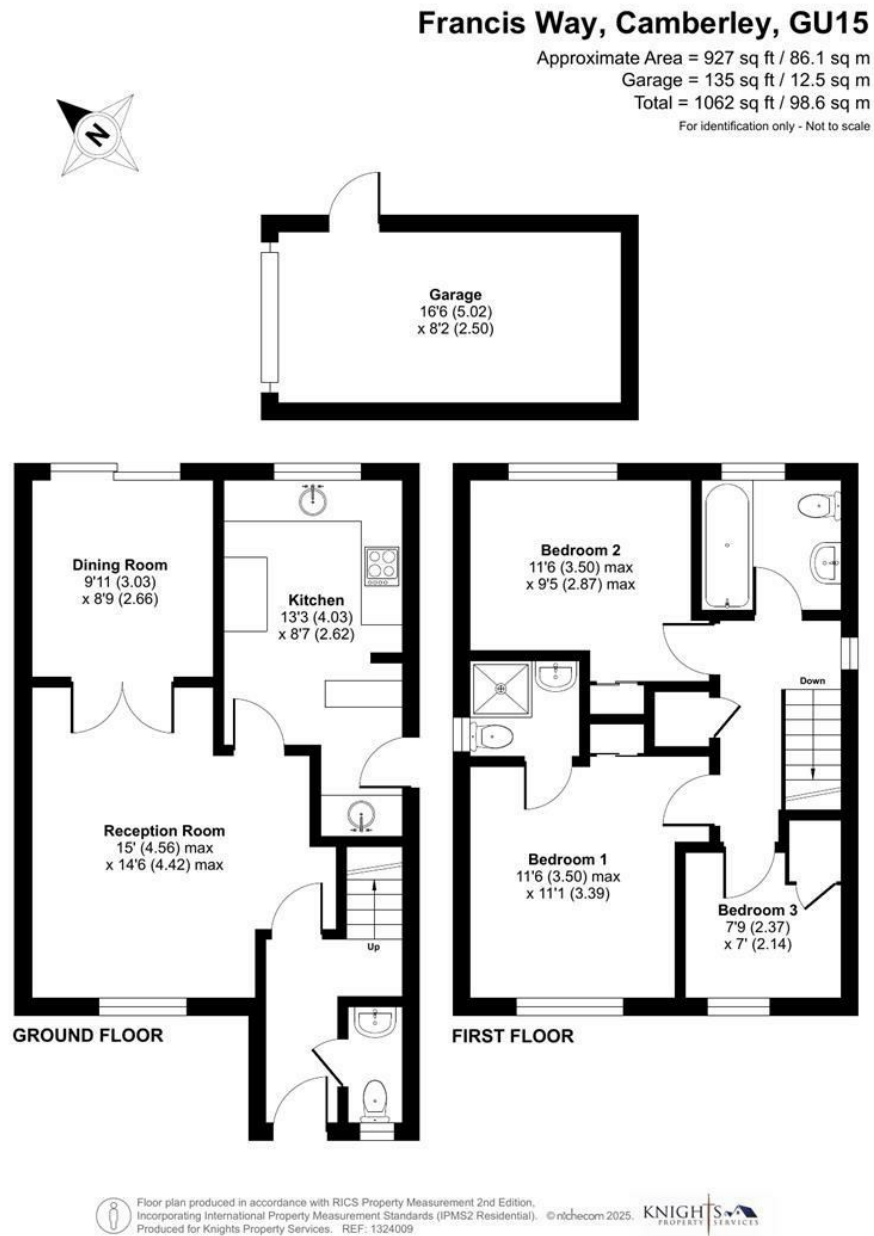 Francis Way, Camberley, GU15
Approximate Area = 927 sq ft / 86.1 sq m
Garage = 135 sq ft / 12.5 sq m
Total = 1062 sq ft / 98.6 sq m
For identification only - Not to scale
N
Garage
16'6 (5.02)
x 8'2 (2.50)
Dining Room
9'11 (3.03)
x 8'9 (2.66)
Kitchen
13'3 (4.03)
x 8'7 (2.62)
Reception Room
15' (4.56) max
x 14'6 (4.42) max
Up
GROUND FLOOR
Bedroom 2
11'6 (3.50) max
x 9'5 (2.87) max
Down
Bedroom 1
11'6 (3.50) max
x 11'1 (3.39)
Bedroom 3
7'9 (2.37)
x 7' (2.14)
FIRST FLOOR
Floor plan produced in accordance with RICS Property Measurement 2nd Edition,
Incorporating International Property Measurement Standards (IPMS2 Residential). ©nichecom 2025.
Produced for Knights Property Services. REF: 1324009
KNIGHTS
PROPERTY SERVICES